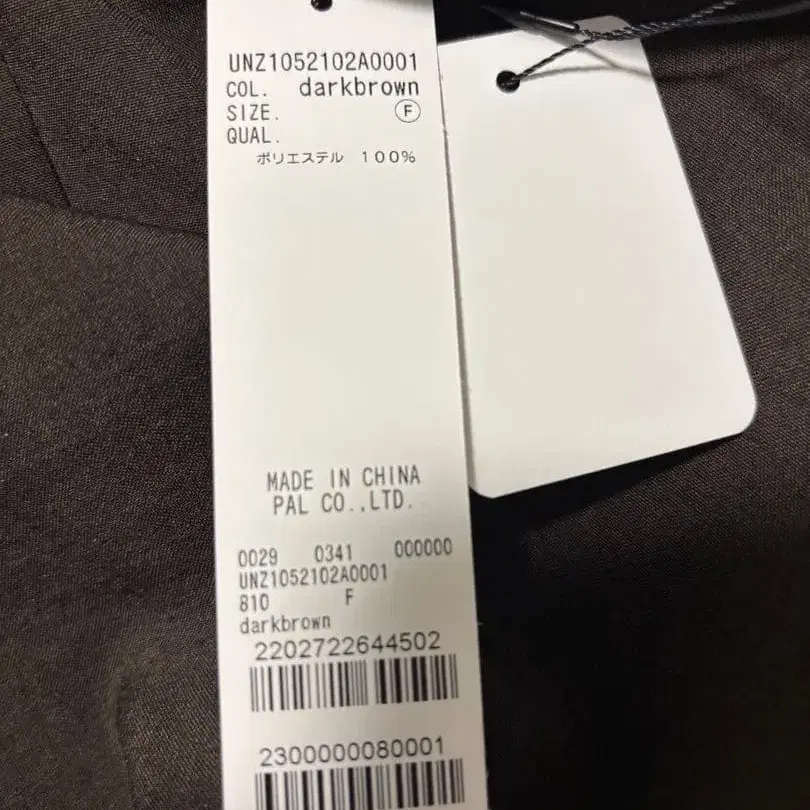 UNZ1052102A0001
COL. darkbrown
SIZE. Ⓕ
QUAL.
ポリエステル 100%
MADE IN CHINA
PAL CO.,LTD.
0029 0341 000000
UNZ1052102A0001
810 F
darkbrown
2202722644502
2300000080001